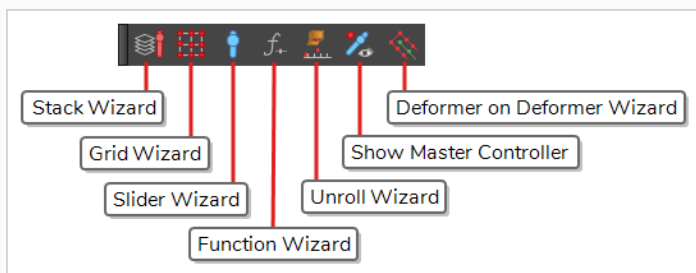 Stack Wizard
Deformer on Deformer Wizard
Grid Wizard
Show Master Controller
Slider Wizard
Unroll Wizard
Function Wizard